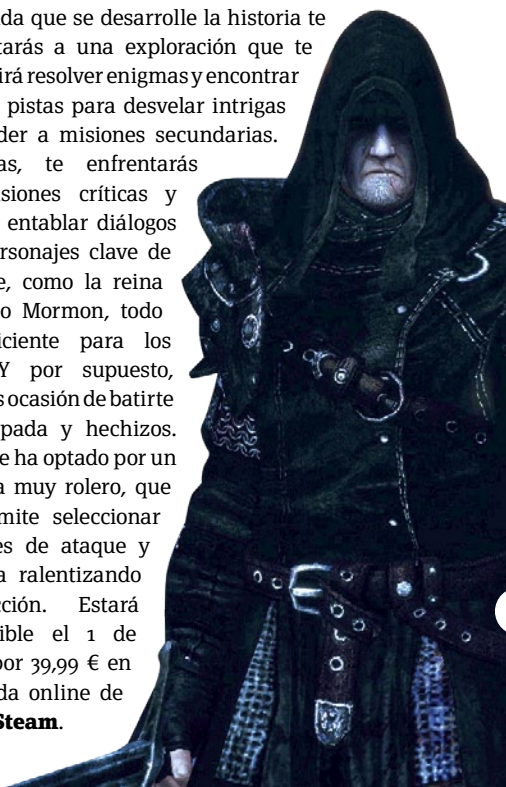 da que se desarrolle la historia te
tarás a una exploración que te
irá resolver enigmas y encontrar
pistas para desvelar intrigas
der a misiones secundarias.
as, te enfrentarás
siones críticas y
entablar diálogos
rsonajes clave de
e, como la reina
o Mormon, todo
iciente para los
Y por supuesto,
s ocasión de batirte
pada y hechizos.
e ha optado por un
a muy rolero, que
mite seleccionar
es de ataque y
a ralentizando
cción. Estará
ible el 1 de
por 39,99 € en
da online de
Steam.